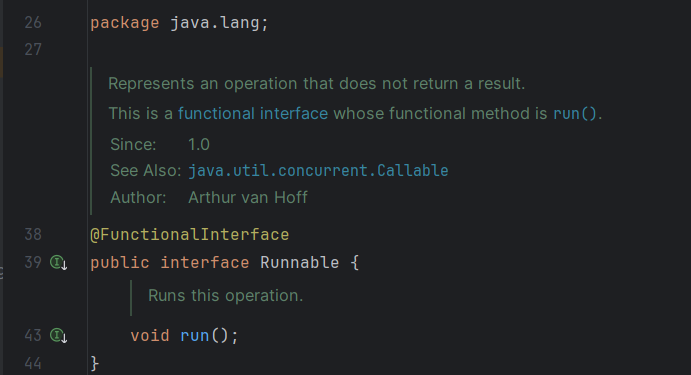 26 package java.lang;
27
Represents an operation that does not return a result.
This is a functional interface whose functional method is run().
Since: 1.0
See Also: java.util.concurrent.Callable
Author: Arthur van Hoff
38 @FunctionalInterface
39 public interface Runnable {
Runs this operation.
43 void run();
44 }